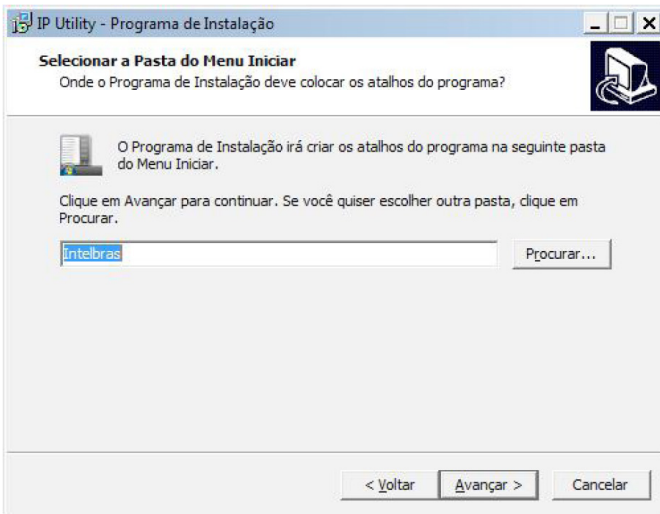 IP Utility - Programa de Instalação
Selecionar a Pasta do Menu Iniciar
Onde o Programa de Instalação deve colocar os atalhos do programa?
O Programa de Instalação irá criar os atalhos do programa na seguinte pasta
do Menu Iniciar.
Clique em Avançar para continuar. Se você quiser escolher outra pasta, clique em
Procurar.
Intelbras
Procurar...
< Voltar
Avançar >
Cancelar